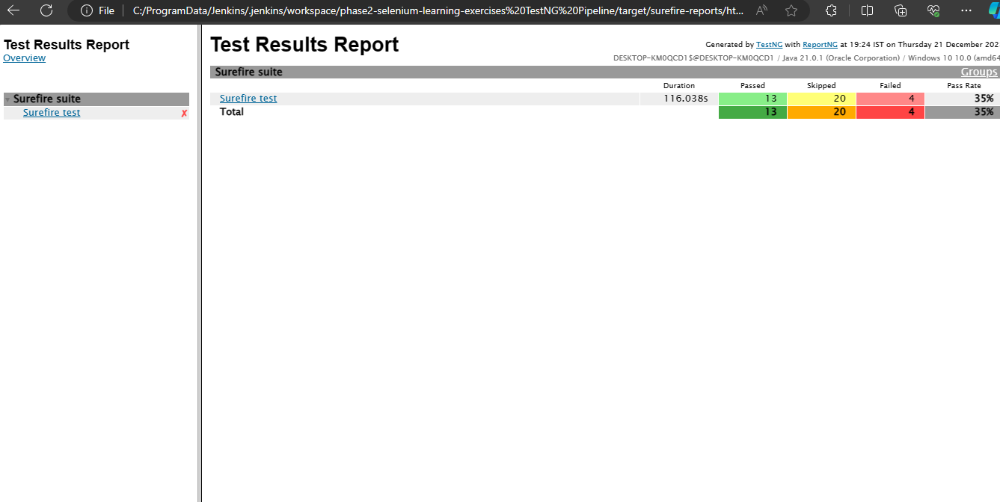 File C:/ProgramData/Jenkins/.jenkins/workspace/phase2-selenium-learning-exercises%20TestNG%20Pipeline/target/surefire-reports/ht...
Test Results Report
Overview
Surefire suite
Surefire test
Test Results Report
Generated by TestNG with ReportNG at 19:24 IST on Thursday 21 December 202
DESKTOP-KM0QCD1$@DESKTOP-KM0QCD1 / Java 21.0.1 (Oracle Corporation) / Windows 10 10.0 (amd64
Surefire suite Groups
Duration Passed Skipped Failed Pass Rate
Surefire test 116.038s 13 20 4 35%
Total 13 20 4 35%